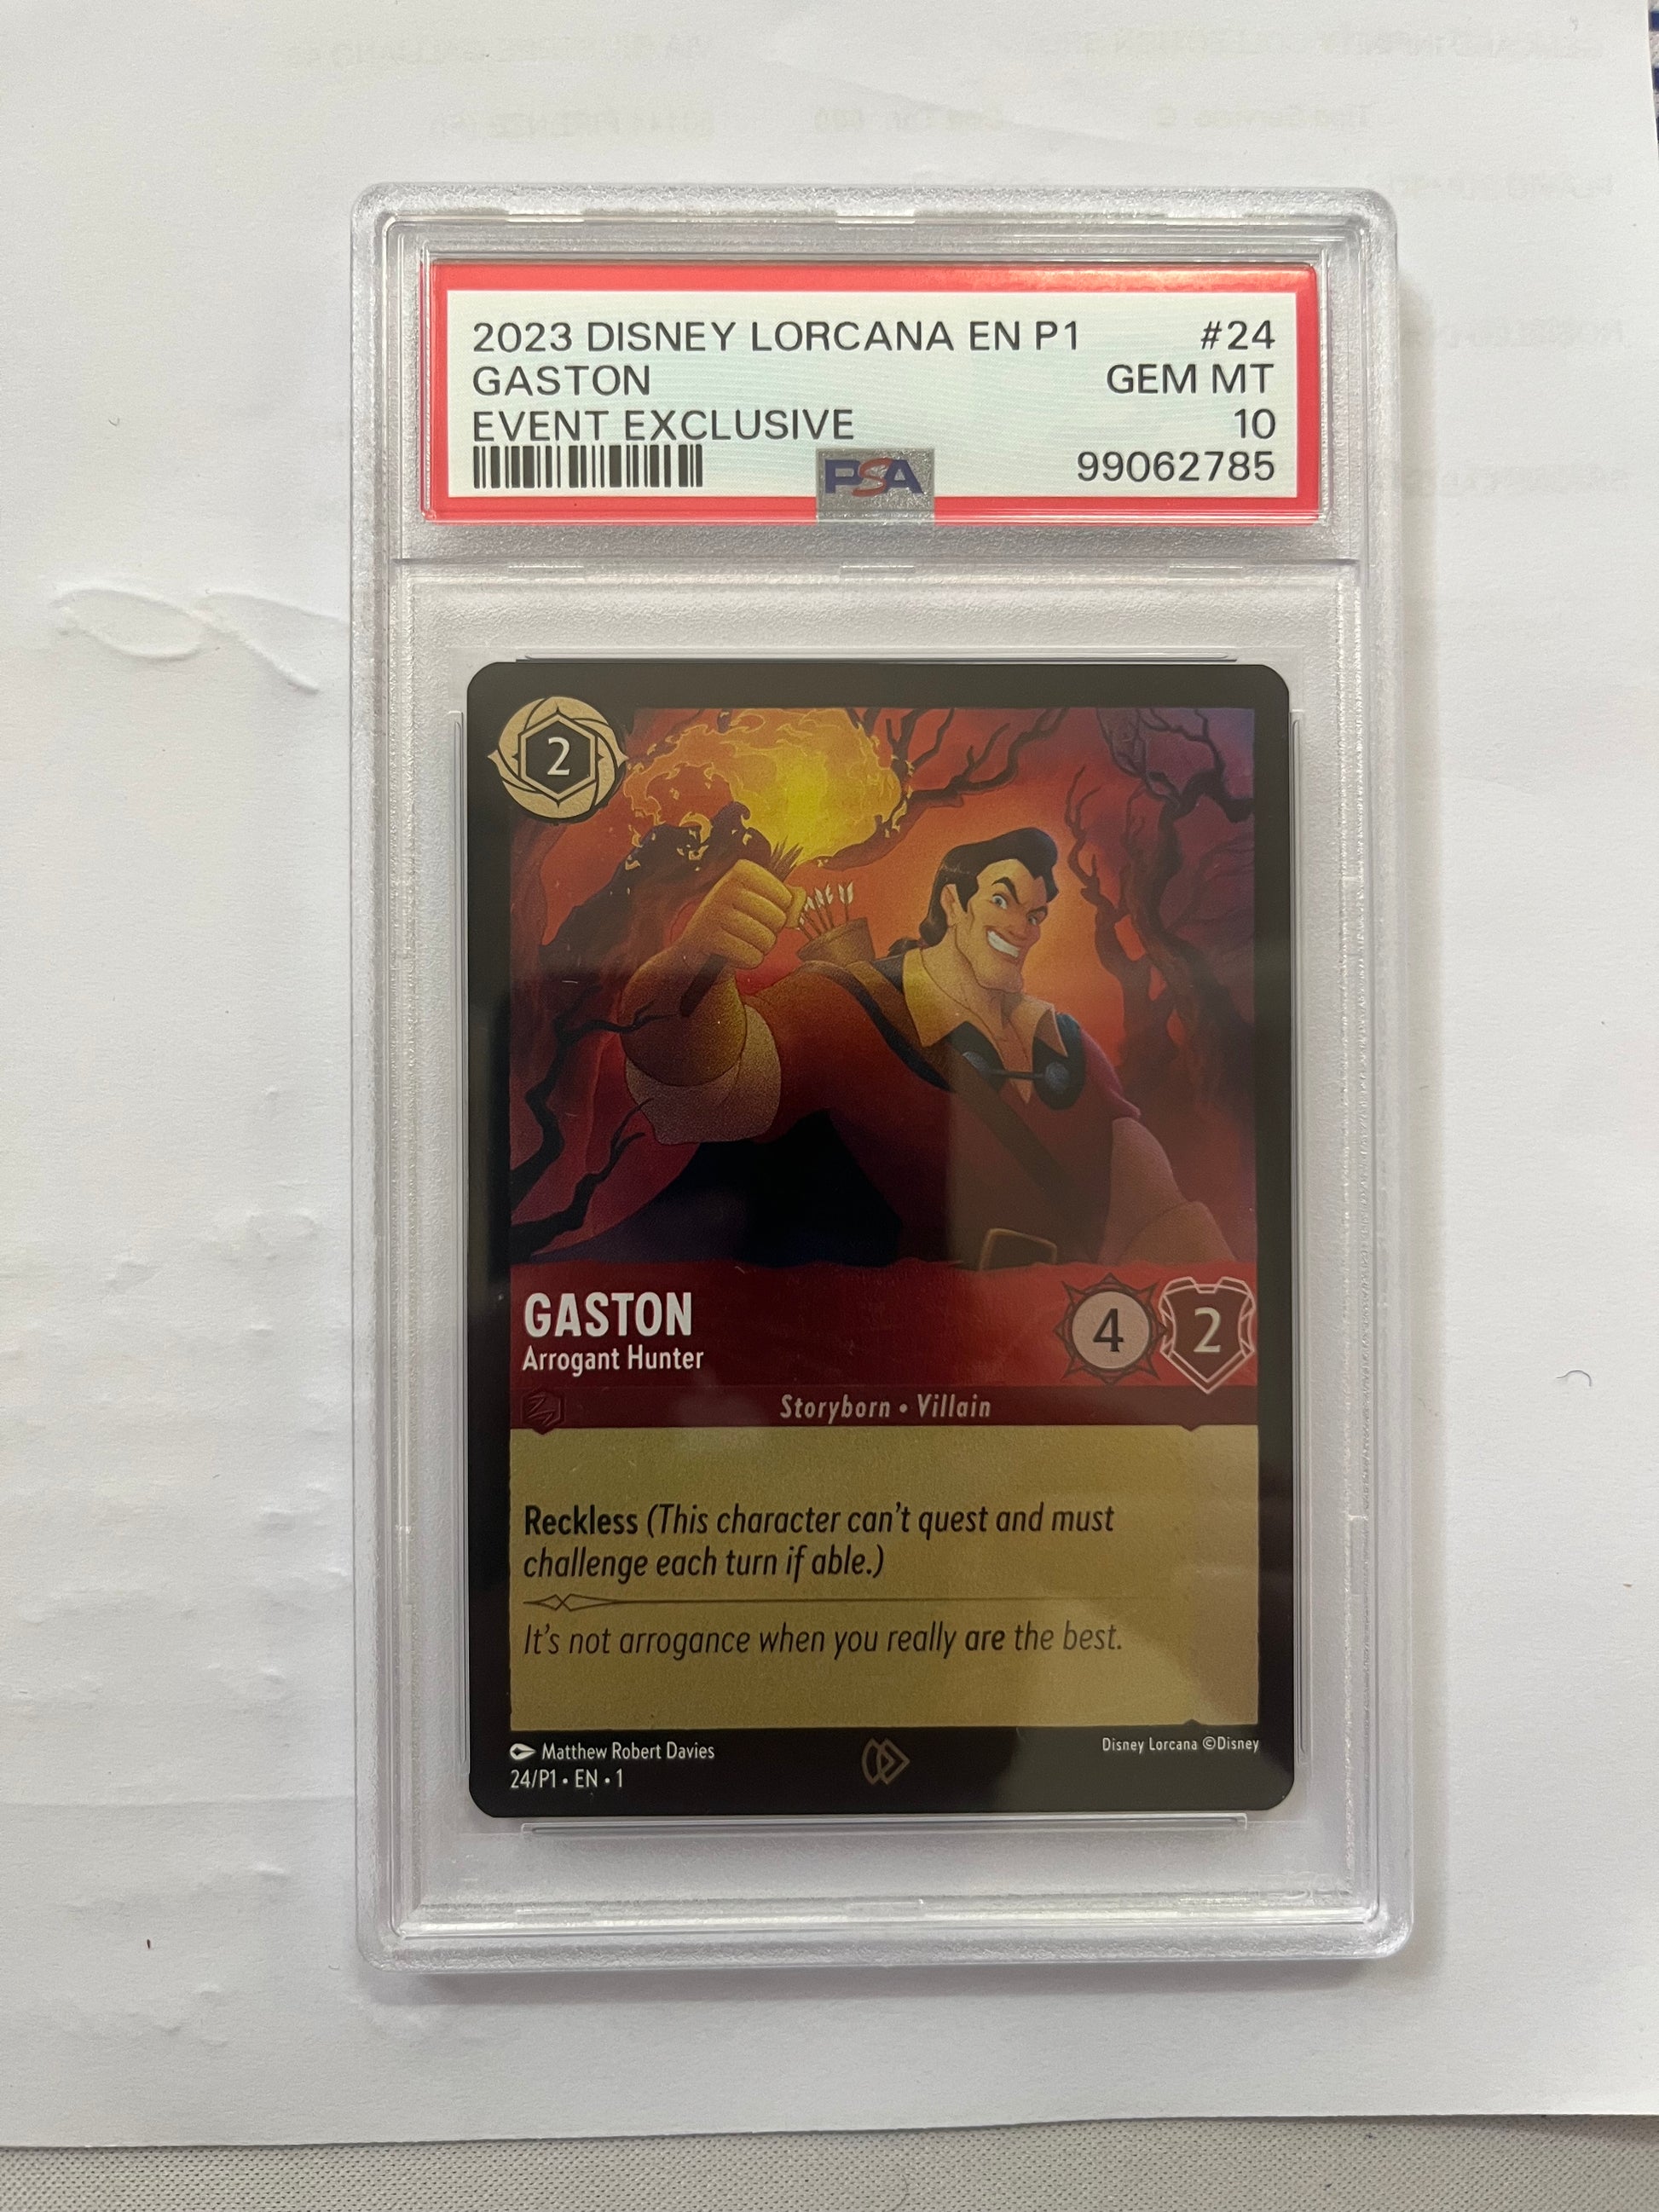 2023 DISNEY LORCANA EN P1 #24
GASTON GEM MT
EVENT EXCLUSIVE 10
PSA 99062785
2
GASTON
Arrogant Hunter
4 2
Storyborn • Villain
Reckless (This character can't quest and must
challenge each turn if able.)
It's not arrogance when you really are the best.
Matthew Robert Davies
Disney Lorcana ©Disney
24/P1 • EN • 1